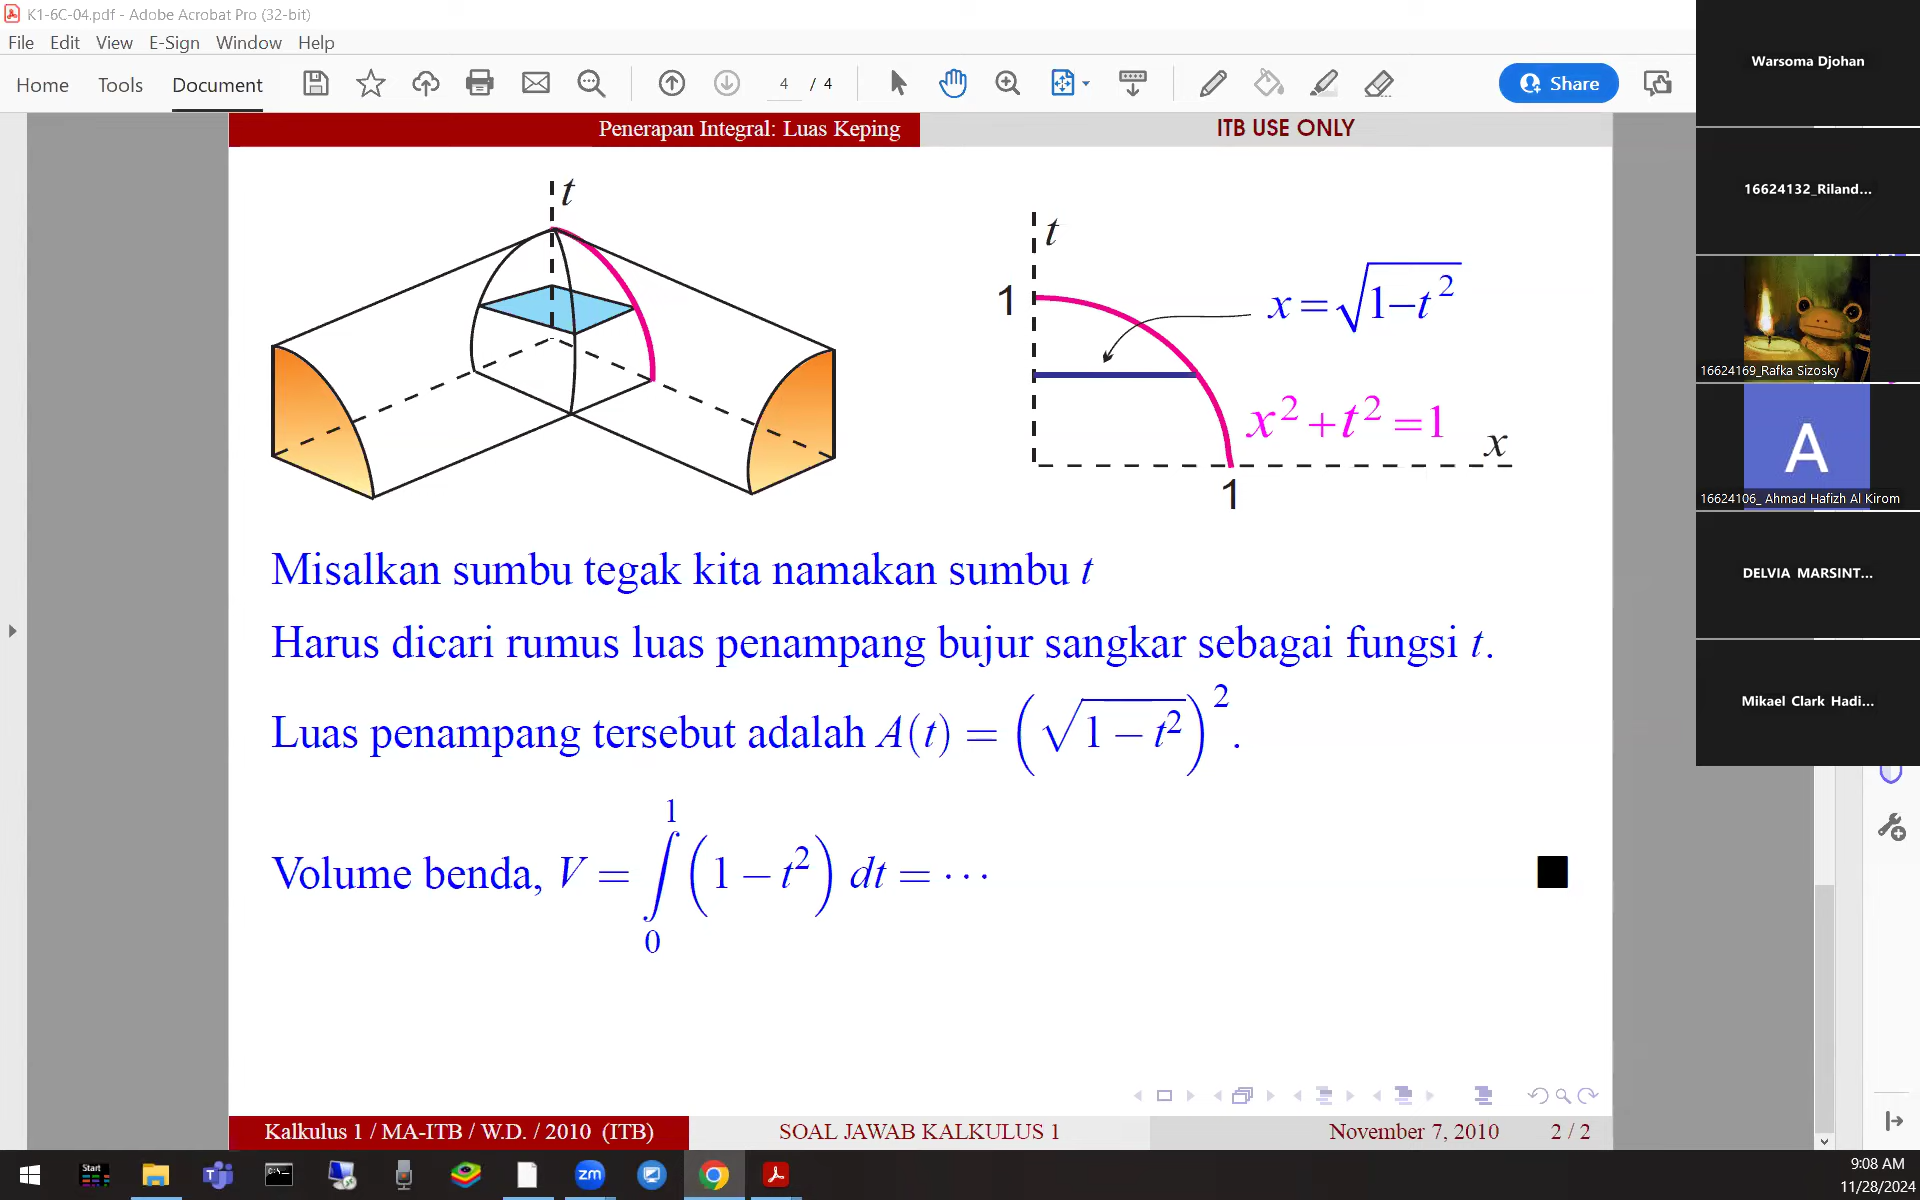 K1-6C-04.pdf - Adobe Acrobat Pro (32-bit)
File Edit View E-Sign Window Help
Home Tools Document 4 / 4 Share
Penerapan Integral: Luas Keping ITB USE ONLY
t
t
1
x = √(1–t²)
x² + t² = 1
x
1
Misalkan sumbu tegak kita namakan sumbu t
Harus dicari rumus luas penampang bujur sangkar sebagai fungsi t.
Luas penampang tersebut adalah A(t) = (√(1 − t²))².
Volume benda, V = ∫₀¹ (1 − t²) dt = ⋯
Kalkulus 1 / MA-ITB / W.D. / 2010 (ITB) SOAL JAWAB KALKULUS 1 November 7, 2010 2 / 2
Warsoma Djohan
16624132_Riland...
16624169_Rafka Sizosky
A
16624106_ Ahmad Hafizh Al Kirom
DELVIA MARSINT...
Mikael Clark Hadi...
Start
zm
9:08 AM
11/28/2024